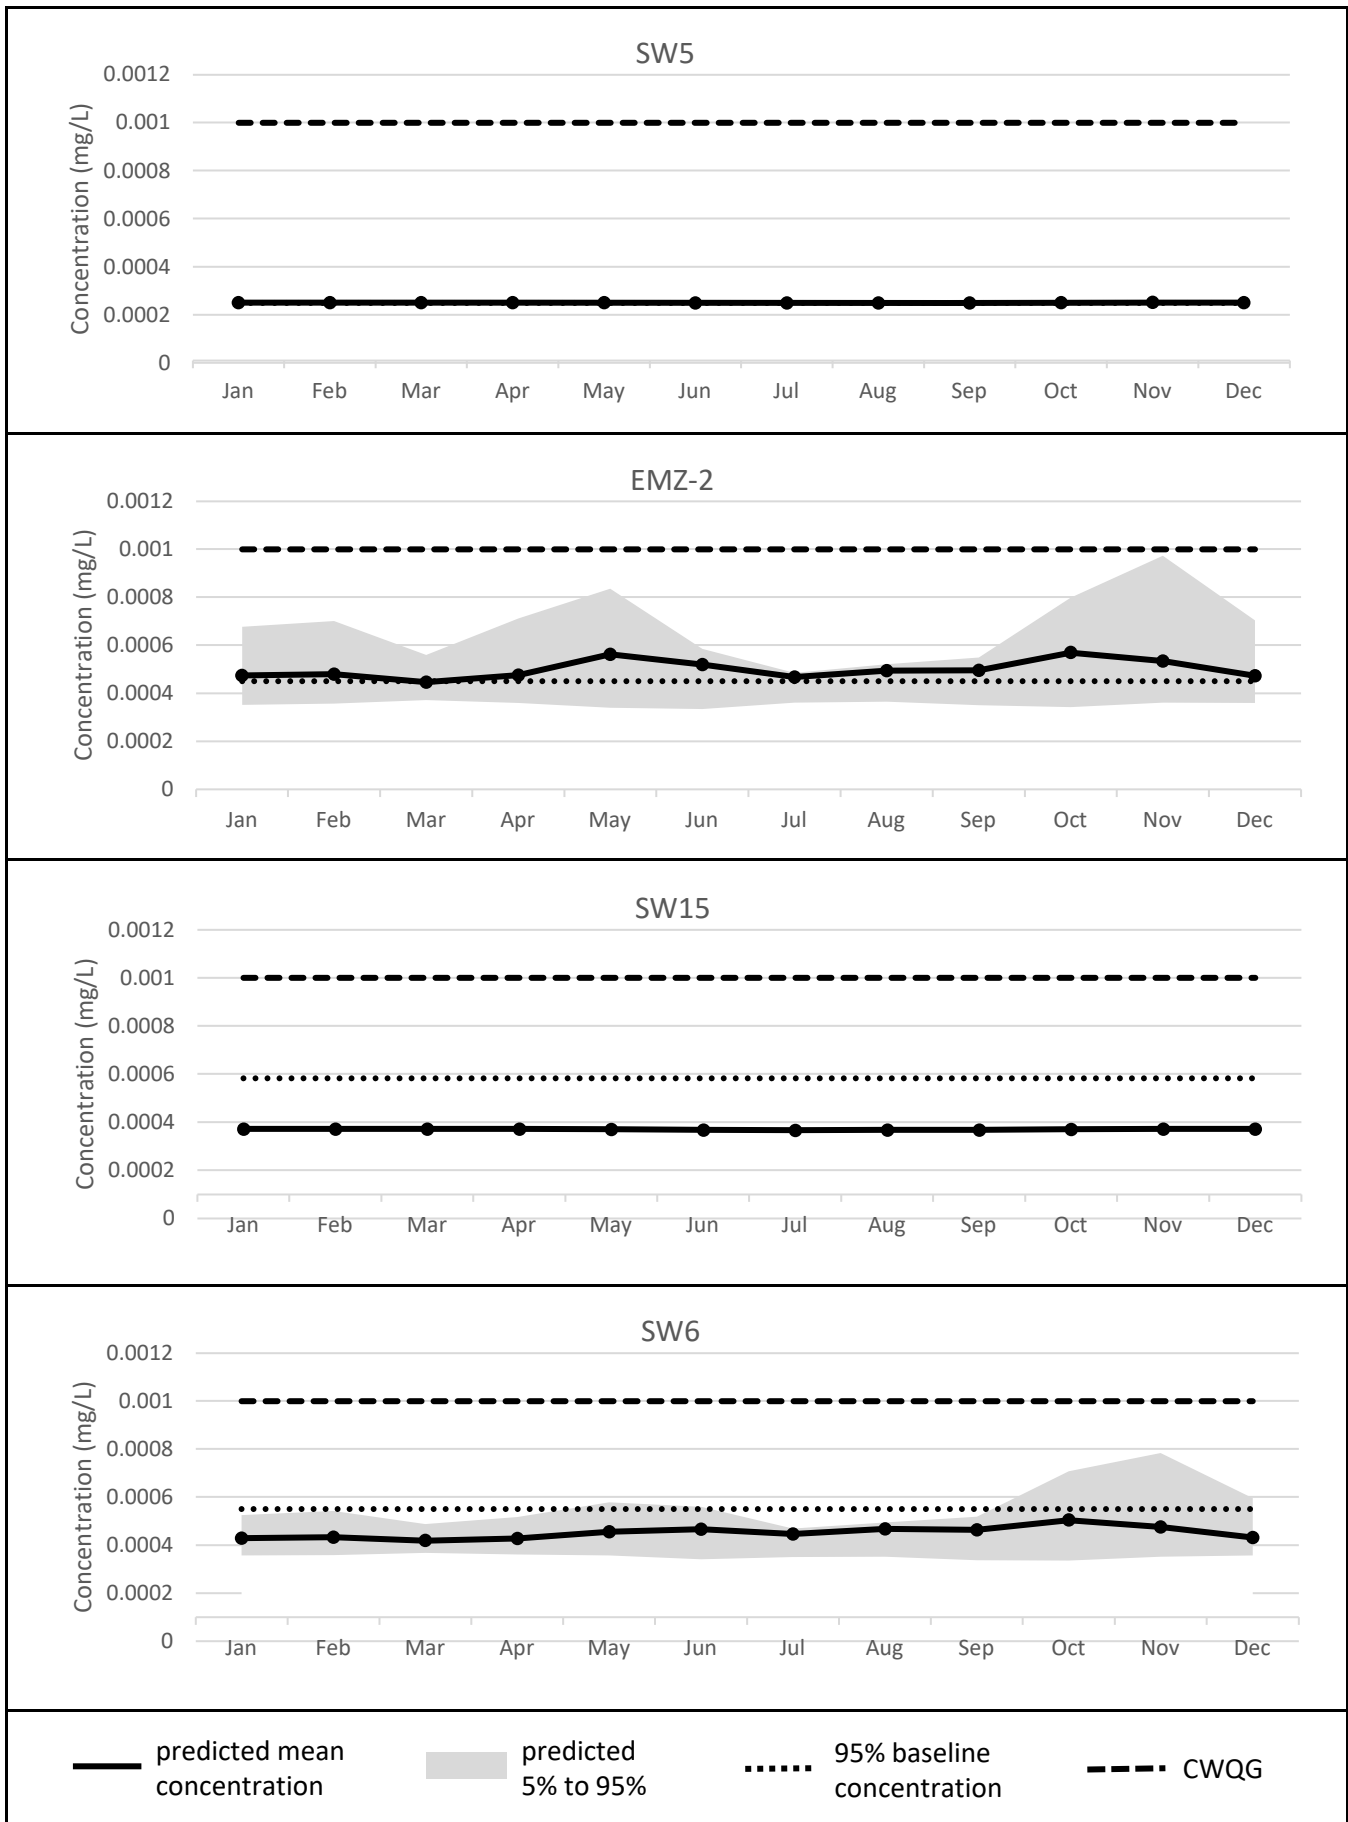 SW5
Concentration (mg/L)
0.0012
0.001
0.0008
0.0006
0.0004
0.0002
0
Jan Feb Mar Apr May Jun Jul Aug Sep Oct Nov Dec
EMZ-2
Concentration (mg/L)
0.0012
0.001
0.0008
0.0006
0.0004
0.0002
0
Jan Feb Mar Apr May Jun Jul Aug Sep Oct Nov Dec
SW15
Concentration (mg/L)
0.0012
0.001
0.0008
0.0006
0.0004
0.0002
0
Jan Feb Mar Apr May Jun Jul Aug Sep Oct Nov Dec
SW6
Concentration (mg/L)
0.0012
0.001
0.0008
0.0006
0.0004
0.0002
0
Jan Feb Mar Apr May Jun Jul Aug Sep Oct Nov Dec
predicted mean
concentration
predicted
5% to 95%
95% baseline
concentration
CWQG